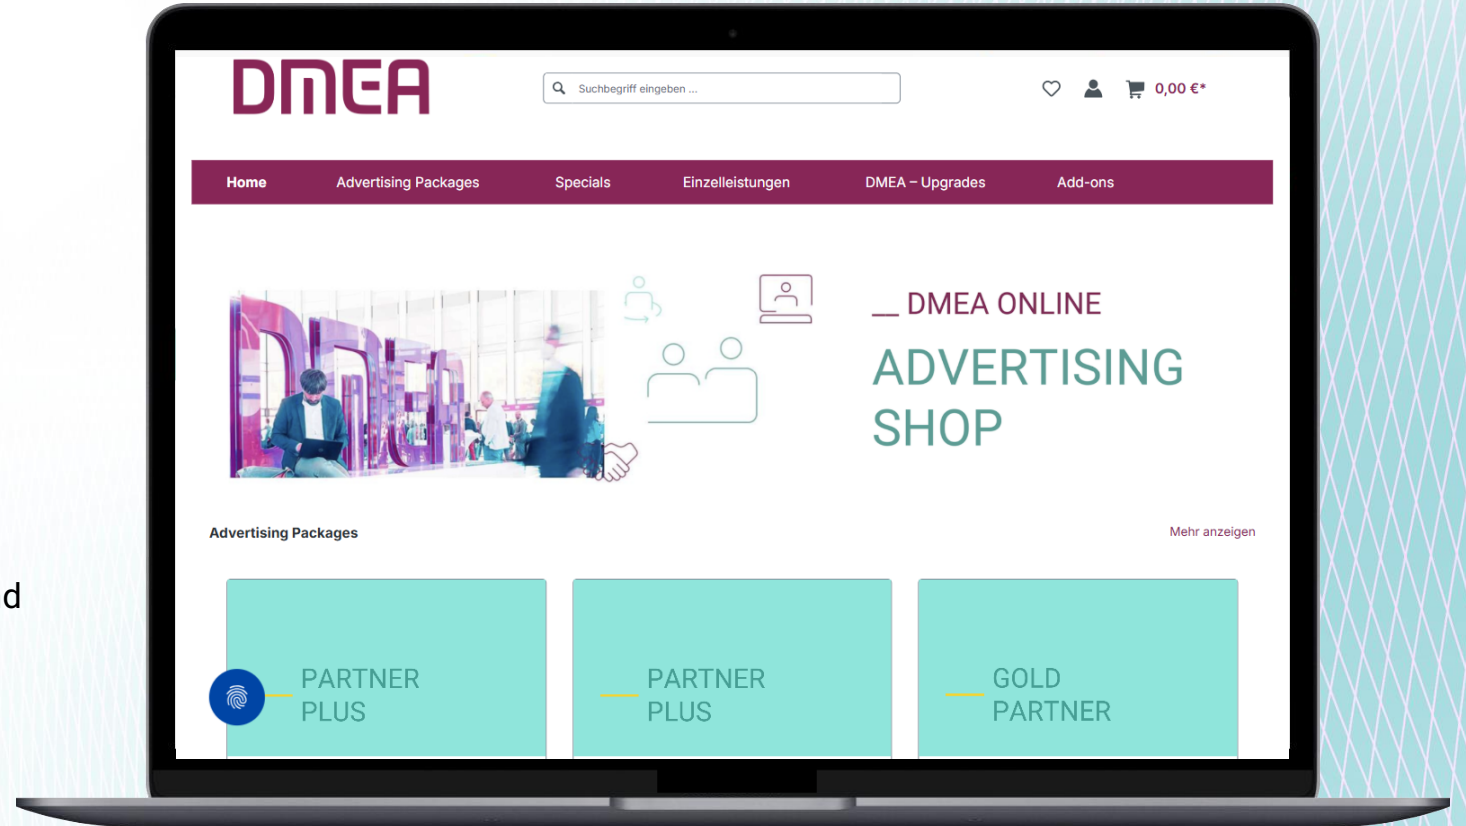 DMEA
Suchbegriff eingeben ...
0,00 €*
Home Advertising Packages Specials Einzelleistungen DMEA – Upgrades Add-ons
DMEA
__ DMEA ONLINE
ADVERTISING
SHOP
Advertising Packages
Mehr anzeigen
d
PARTNER
PLUS
PARTNER
PLUS
GOLD
PARTNER